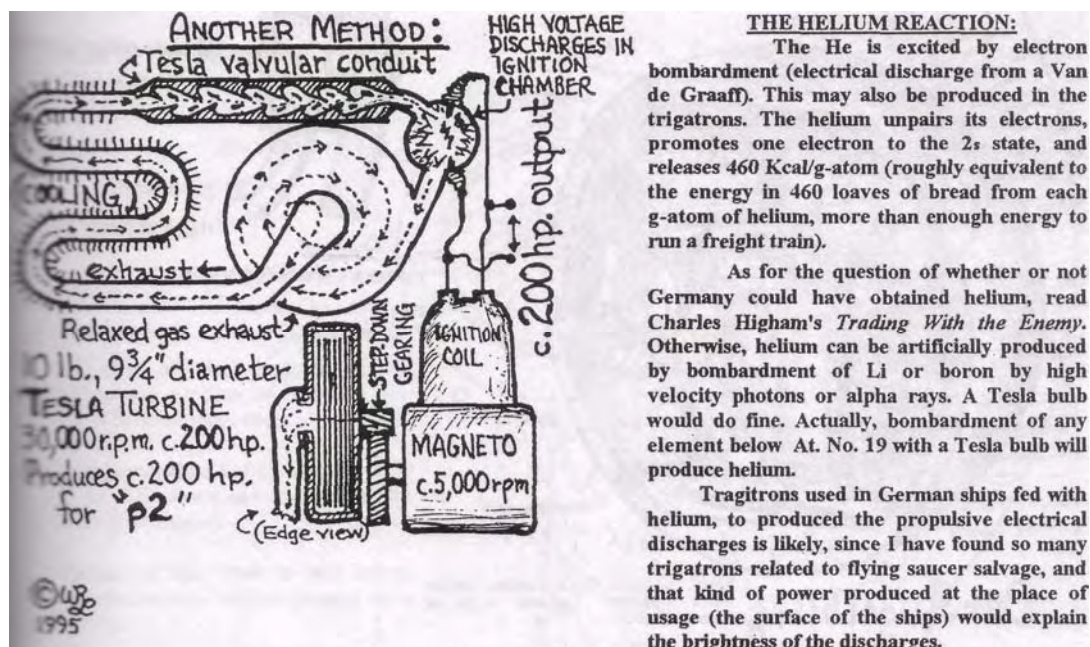 ANOTHER METHOD:
Tesla valvular conduit
HIGH VOLTAGE
DISCHARGES IN
IGNITION
CHAMBER
COOLING)
exhaust
c.200 hp. output
Relaxed gas exhaust
10 lb., 9¾" diameter
TESLA TURBINE
30,000 r.p.m. c.200 hp.
Produces c.200 hp.
for "p2"
STEP DOWN
GEARING
IGNITION
COIL
MAGNETO
c.5,000 rpm
(Edge view)
©
1995
THE HELIUM REACTION:
The He is excited by electron
bombardment (electrical discharge from a Van
de Graaff). This may also be produced in the
trigatrons. The helium unpairs its electrons,
promotes one electron to the 2s state, and
releases 460 Kcal/g-atom (roughly equivalent to
the energy in 460 loaves of bread from each
g-atom of helium, more than enough energy to
run a freight train).
As for the question of whether or not
Germany could have obtained helium, read
Charles Higham's Trading With the Enemy.
Otherwise, helium can be artificially produced
by bombardment of Li or boron by high
velocity photons or alpha rays. A Tesla bulb
would do fine. Actually, bombardment of any
element below At. No. 19 with a Tesla bulb will
produce helium.
Tragitrons used in German ships fed with
helium, to produced the propulsive electrical
discharges is likely, since I have found so many
trigatrons related to flying saucer salvage, and
that kind of power produced at the place of
usage (the surface of the ships) would explain
the brightness of the discharges.